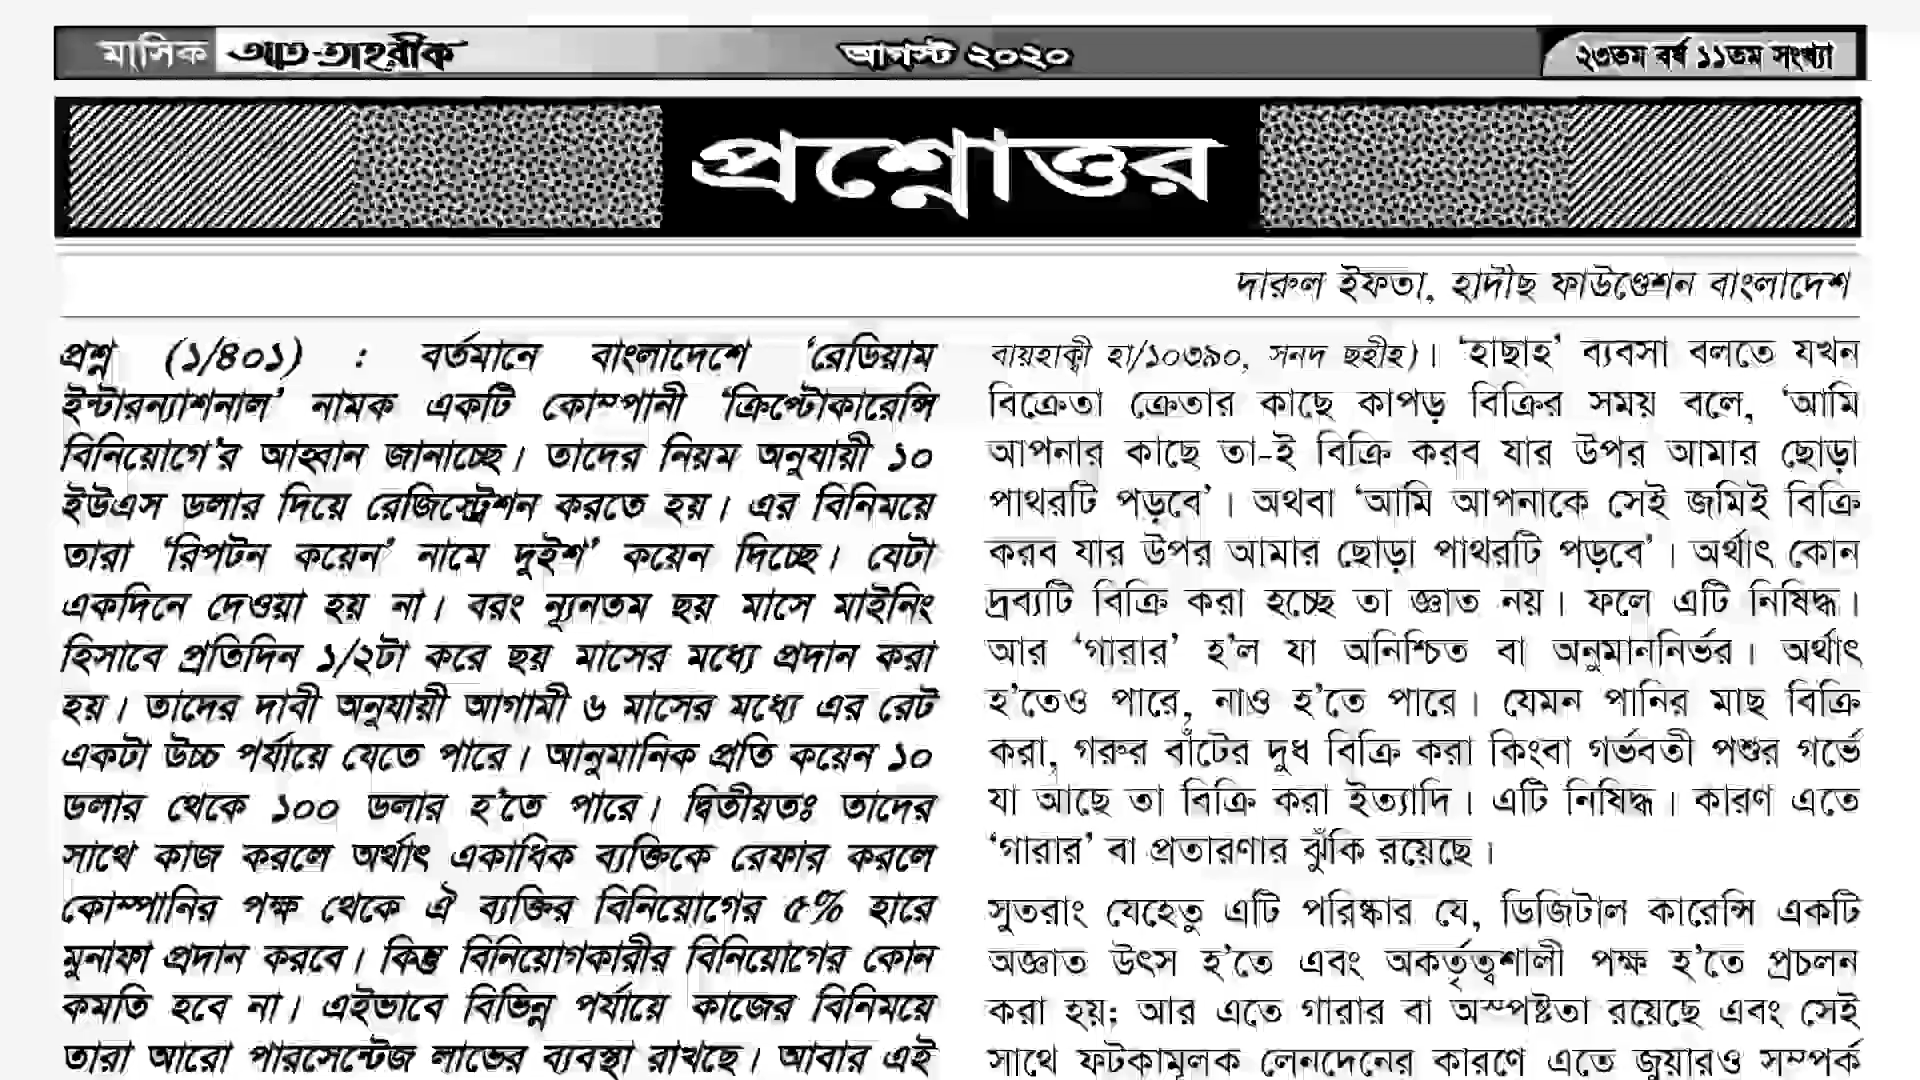 মাসিক আত-তাহরীক
আগস্ট ২০২০
২৩তম বর্ষ ১১তম সংখ্যা
প্রশ্নোত্তর
দারুল ইফতা, হাদীছ ফাউণ্ডেশন বাংলাদেশ
প্রশ্ন (১/৪০১) : বর্তমানে বাংলাদেশে ‘রেডিয়াম
ইন্টারন্যাশনাল’ নামক একটি কোম্পানী ‘ক্রিপ্টোকারেন্সি
বিনিয়োগে’র আহ্বান জানাচ্ছে। তাদের নিয়ম অনুযায়ী ১০
ইউএস ডলার দিয়ে রেজিস্ট্রেশন করতে হয়। এর বিনিময়ে
তারা ‘রিপটন কয়েন’ নামে দুইশ’ কয়েন দিচ্ছে। যেটা
একদিনে দেওয়া হয় না। বরং ন্যূনতম ছয় মাসে মাইনিং
হিসাবে প্রতিদিন ১/২টা করে ছয় মাসের মধ্যে প্রদান করা
হয়। তাদের দাবী অনুযায়ী আগামী ৬ মাসের মধ্যে এর রেট
একটা উচ্চ পর্যায়ে যেতে পারে। আনুমানিক প্রতি কয়েন ১০
ডলার থেকে ১০০ ডলার হ’তে পারে। দ্বিতীয়তঃ তাদের
সাথে কাজ করলে অর্থাৎ একাধিক ব্যক্তিকে রেফার করলে
কোম্পানির পক্ষ থেকে ঐ ব্যক্তির বিনিয়োগের ৫% হারে
মুনাফা প্রদান করবে। কিন্তু বিনিয়োগকারীর বিনিয়োগের কোন
কমতি হবে না। এইভাবে বিভিন্ন পর্যায়ে কাজের বিনিময়ে
তারা আরো পারসেন্টেজ লাভের ব্যবস্থা রাখছে। আবার এই
বায়হাক্বী হা/১০৩৯০, সনদ ছহীহ)। ‘হাছাহ’ ব্যবসা বলতে যখন
বিক্রেতা ক্রেতার কাছে কাপড় বিক্রির সময় বলে, ‘আমি
আপনার কাছে তা-ই বিক্রি করব যার উপর আমার ছোড়া
পাথরটি পড়বে’। অথবা ‘আমি আপনাকে সেই জমিই বিক্রি
করব যার উপর আমার ছোড়া পাথরটি পড়বে’। অর্থাৎ কোন
দ্রব্যটি বিক্রি করা হচ্ছে তা জ্ঞাত নয়। ফলে এটি নিষিদ্ধ।
আর ‘গারার’ হ’ল যা অনিশ্চিত বা অনুমাননির্ভর। অর্থাৎ
হ’তেও পারে, নাও হ’তে পারে। যেমন পানির মাছ বিক্রি
করা, গরুর বাঁটের দুধ বিক্রি করা কিংবা গর্ভবতী পশুর গর্ভে
যা আছে তা বিক্রি করা ইত্যাদি। এটি নিষিদ্ধ। কারণ এতে
‘গারার’ বা প্রতারণার ঝুঁকি রয়েছে।
সুতরাং যেহেতু এটি পরিষ্কার যে, ডিজিটাল কারেন্সি একটি
অজ্ঞাত উৎস হ’তে এবং অকর্তৃত্বশালী পক্ষ হ’তে প্রচলন
করা হয়; আর এতে গারার বা অস্পষ্টতা রয়েছে এবং সেই
সাথে ফটকামূলক লেনদেনের কারণে এতে জুয়ারও সম্পর্ক